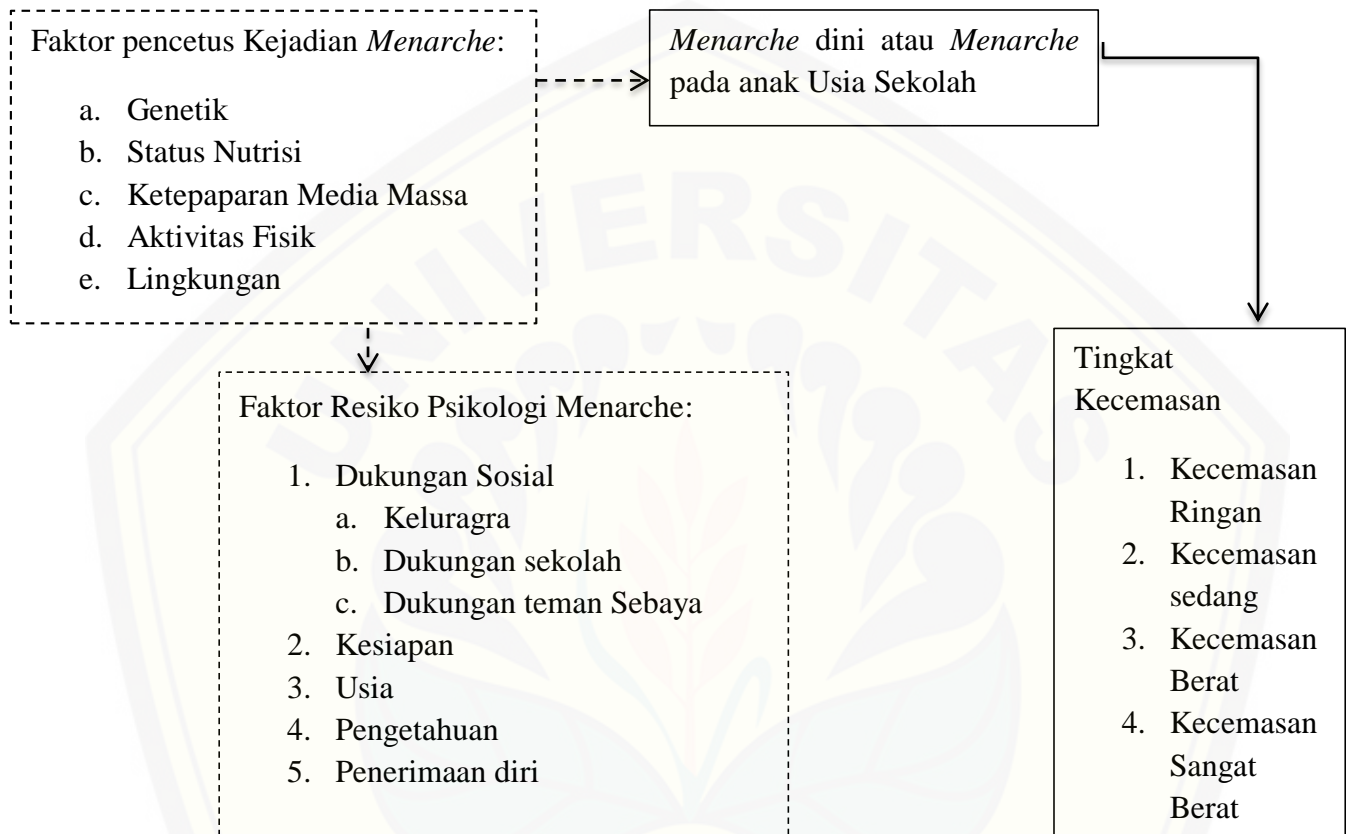 Faktor pencetus Kejadian Menarche:
a. Genetik
b. Status Nutrisi
c. Ketepaparan Media Massa
d. Aktivitas Fisik
e. Lingkungan
Menarche dini atau Menarche
pada anak Usia Sekolah
Faktor Resiko Psikologi Menarche:
1. Dukungan Sosial
a. Keluragra
b. Dukungan sekolah
c. Dukungan teman Sebaya
2. Kesiapan
3. Usia
4. Pengetahuan
5. Penerimaan diri
Tingkat
Kecemasan
1. Kecemasan
Ringan
2. Kecemasan
sedang
3. Kecemasan
Berat
4. Kecemasan
Sangat
Berat
UNIVERSITAS